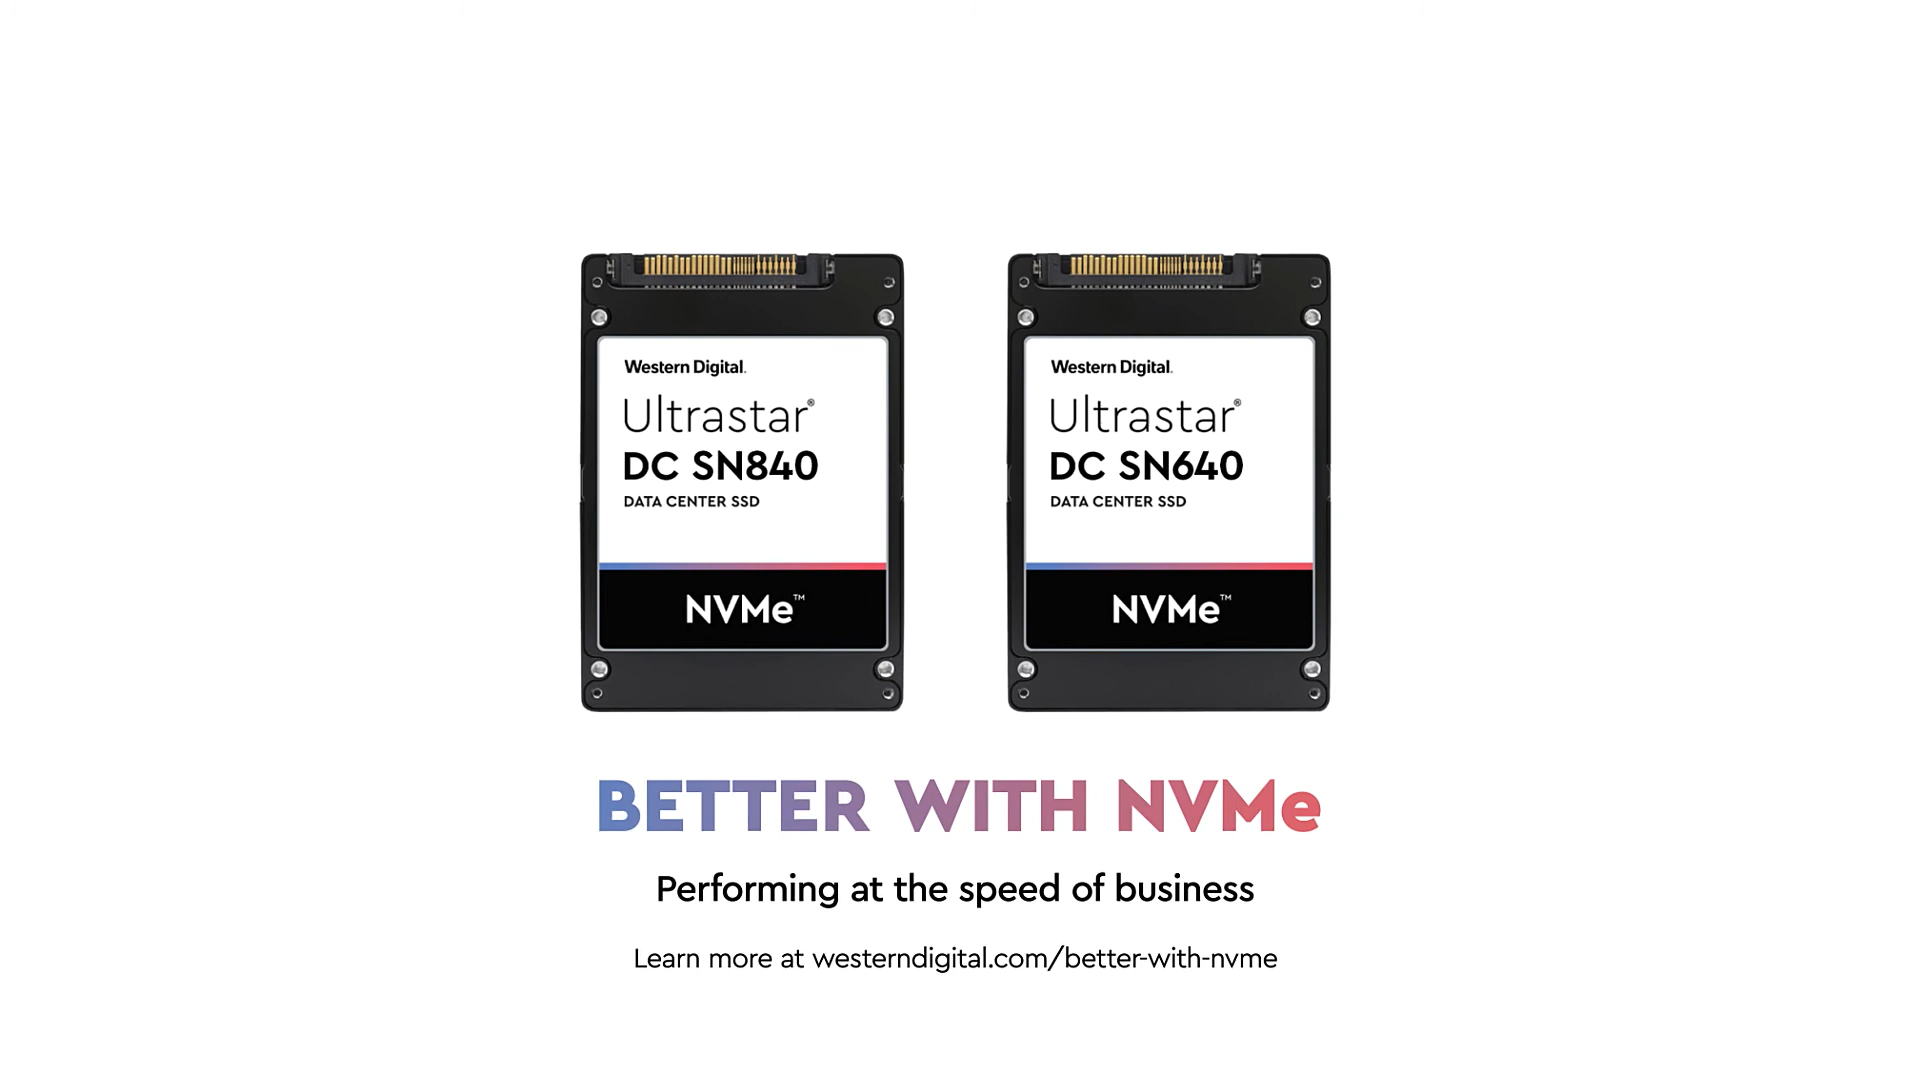 Western Digital.
Ultrastar®
DC SN840
DATA CENTER SSD
NVMe™
Western Digital.
Ultrastar®
DC SN640
DATA CENTER SSD
NVMe™
BETTER WITH NVMe
Performing at the speed of business
Learn more at westerndigital.com/better-with-nvme